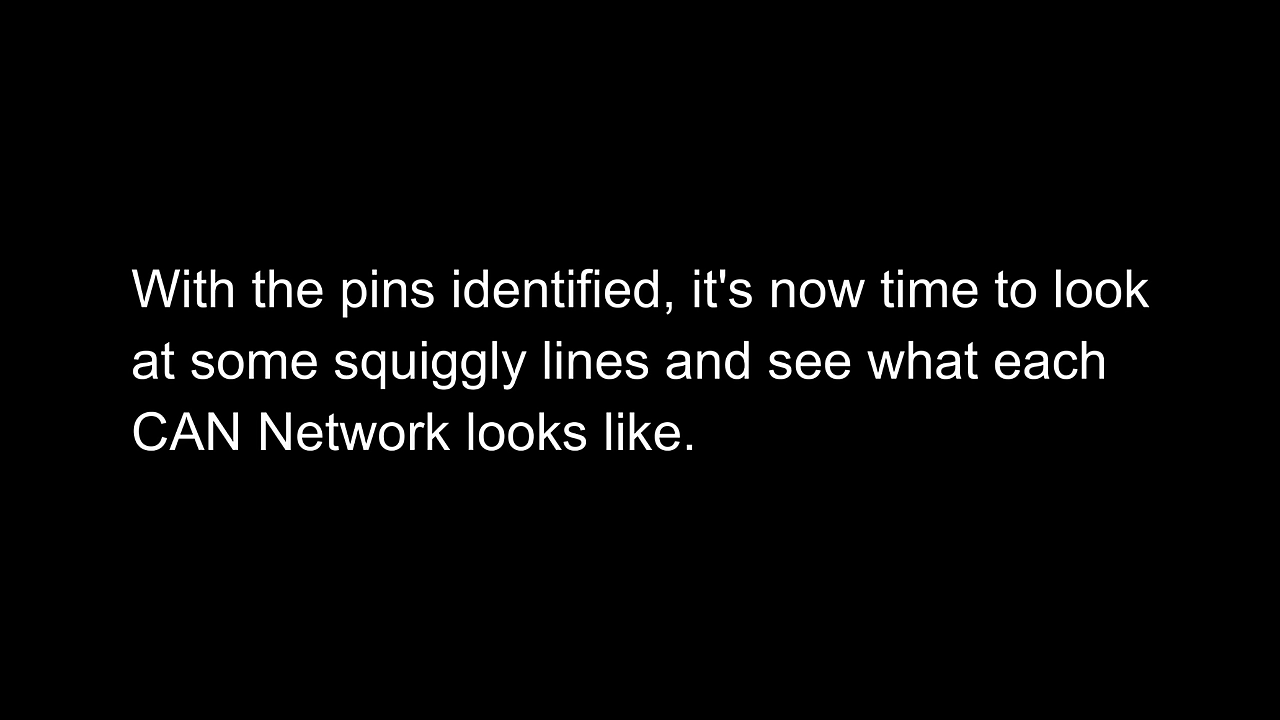 With the pins identified, it's now time to look
at some squiggly lines and see what each
CAN Network looks like.